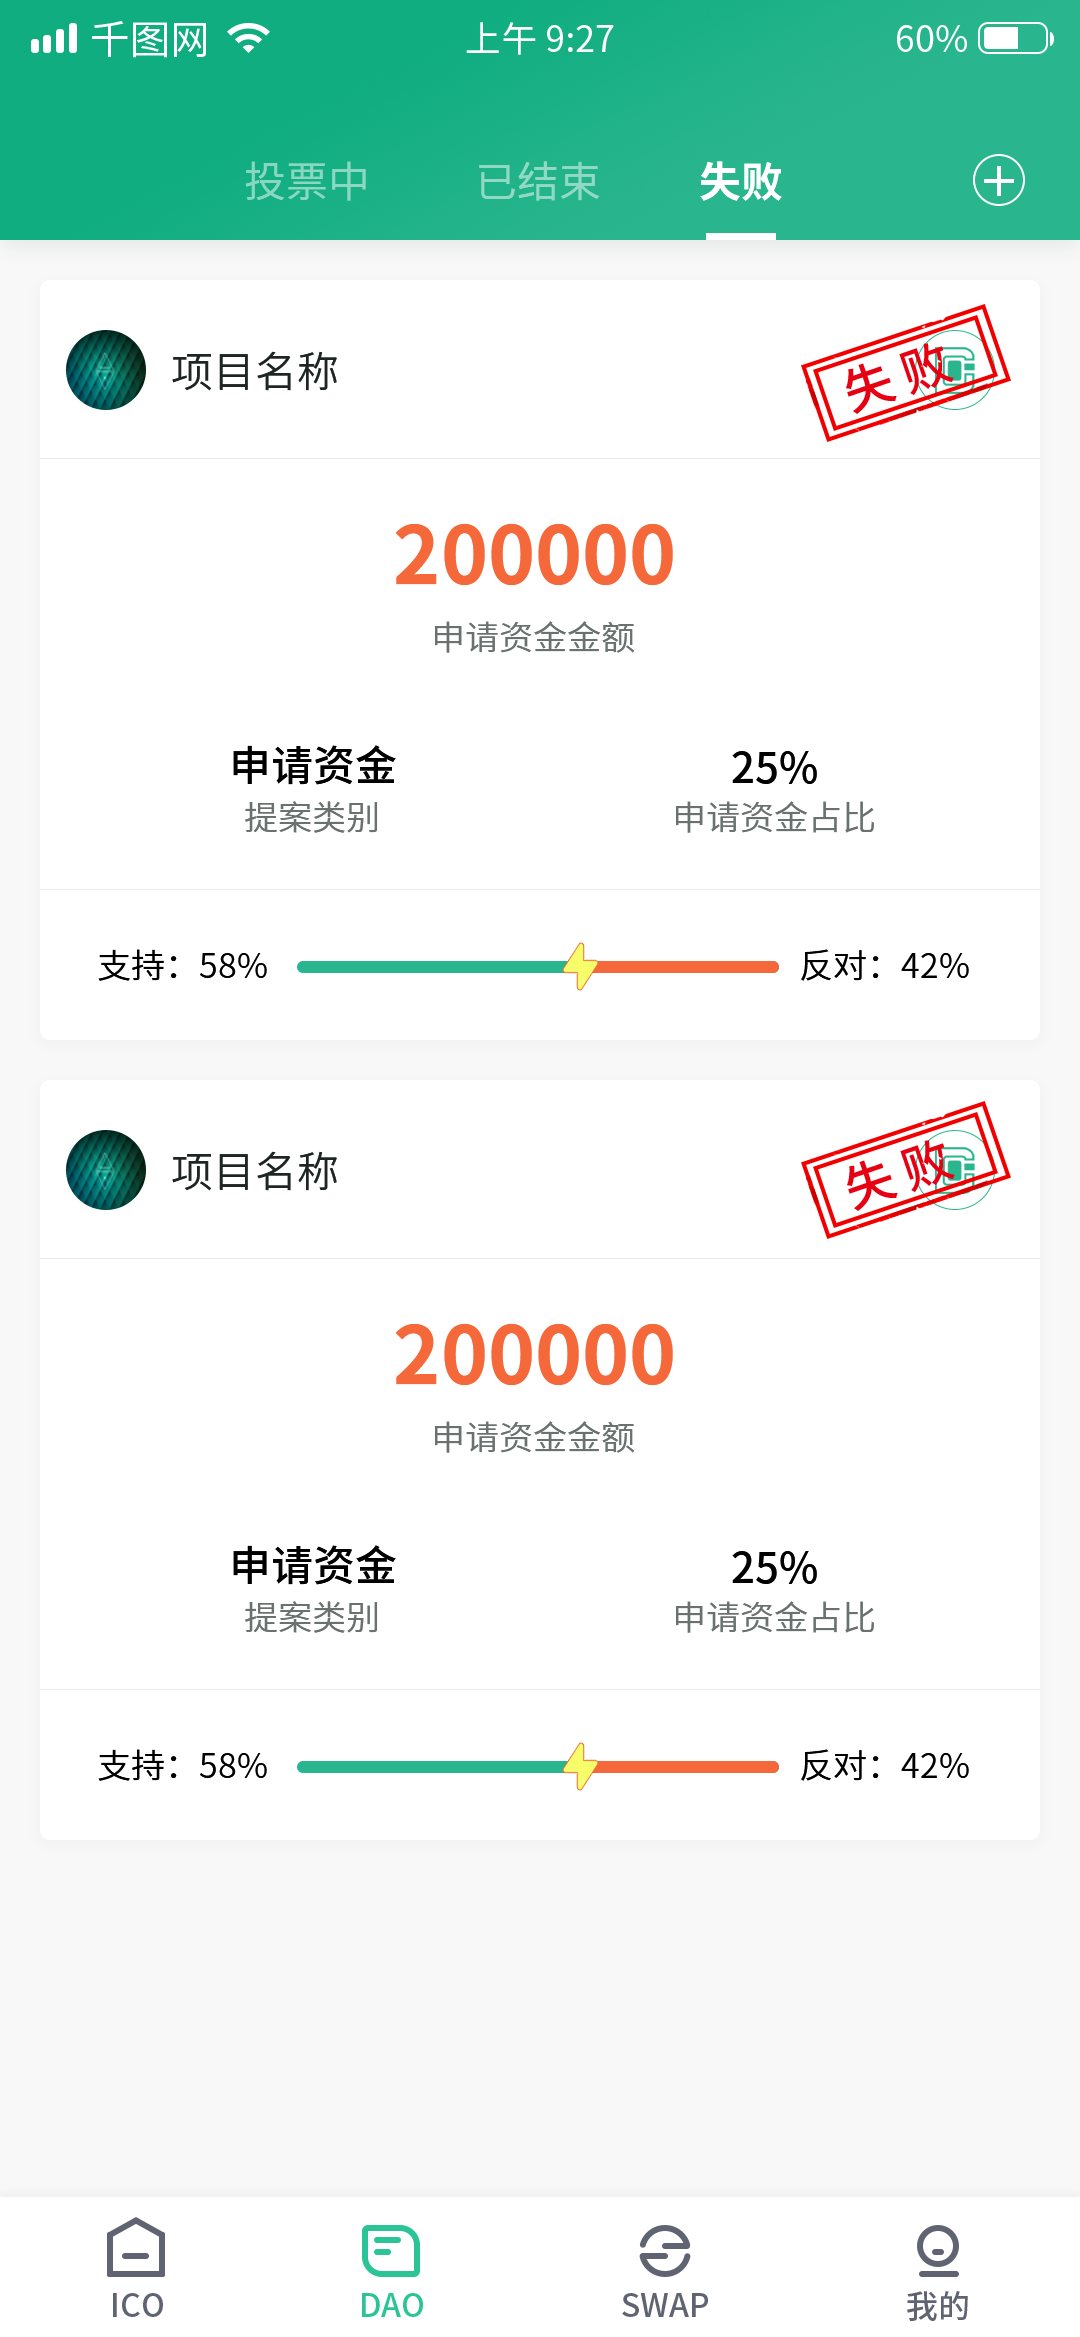 千图网 上午 9:27 60%
投票中 已结束 失败
项目名称 失败
200000
申请资金金额
申请资金 25%
提案类别 申请资金占比
支持：58% 反对：42%
项目名称 失败
200000
申请资金金额
申请资金 25%
提案类别 申请资金占比
支持：58% 反对：42%
ICO DAO SWAP 我的